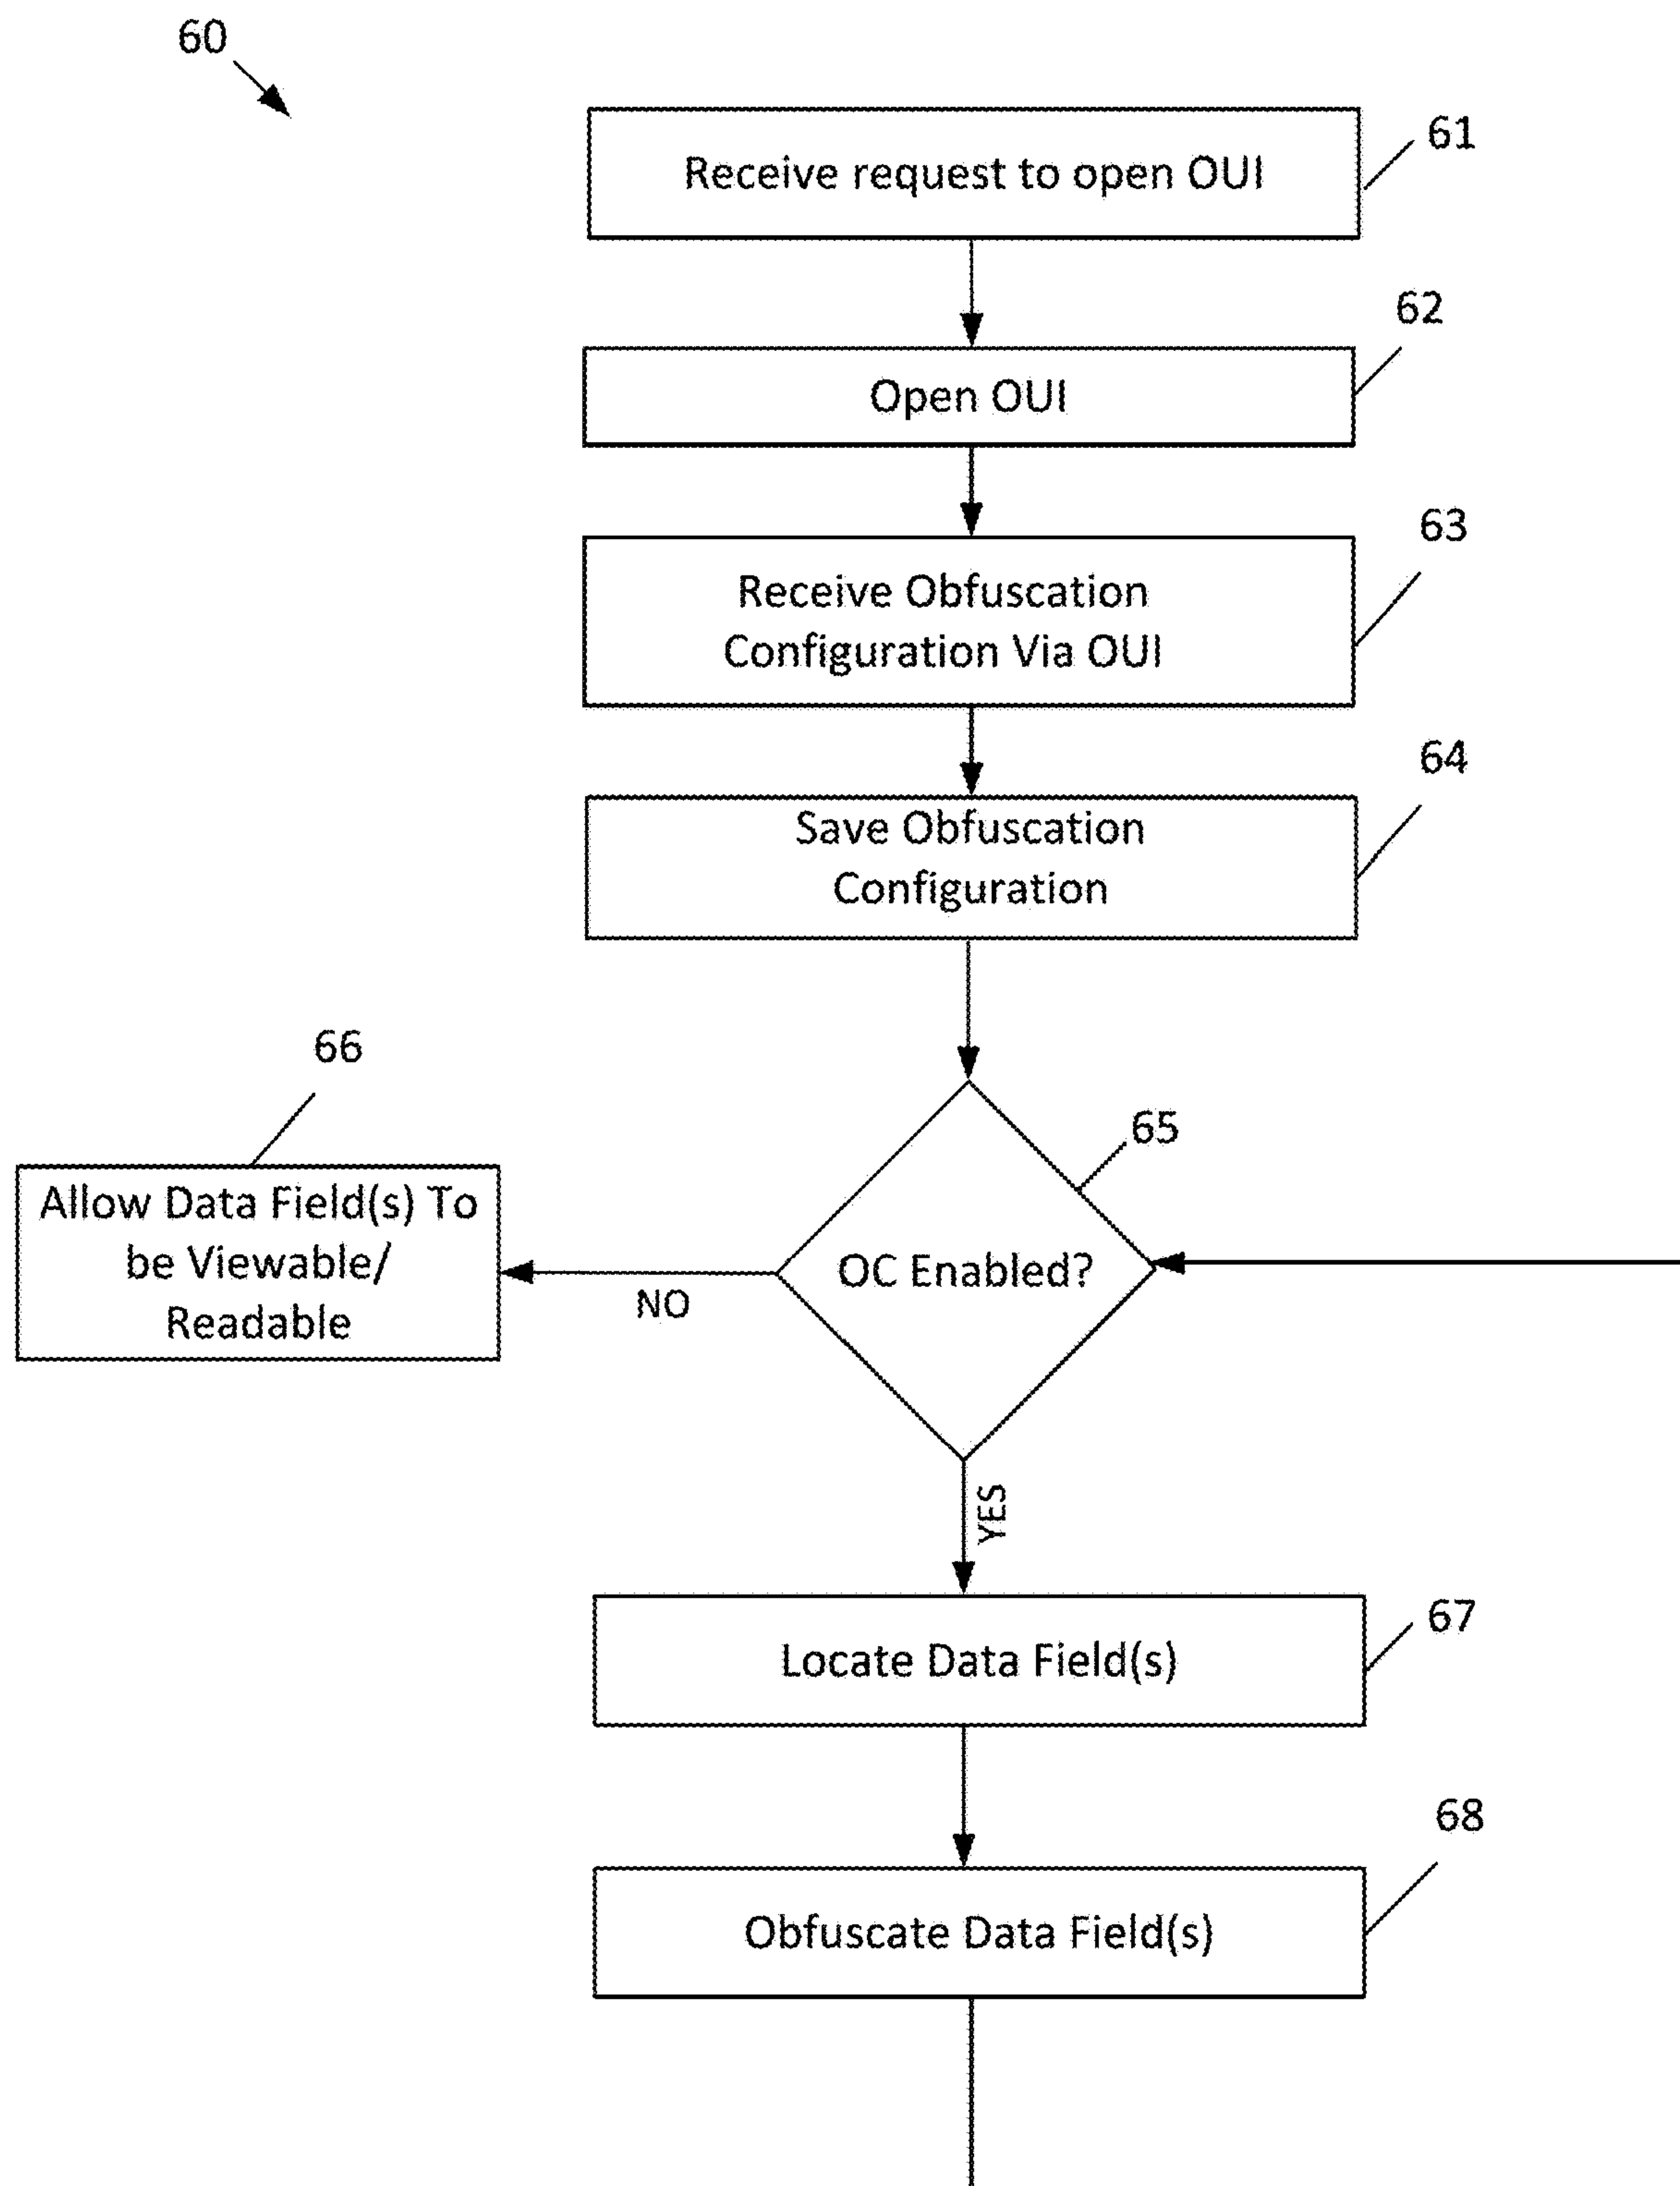 60
61
Receive request to open OUI
62
Open OUI
63
Receive Obfuscation
Configuration Via OUI
64
Save Obfuscation
Configuration
66
65
Allow Data Field(s) To
be Viewable/
Readable
OC Enabled?
NO
YES
67
Locate Data Field(s)
68
Obfuscate Data Field(s)